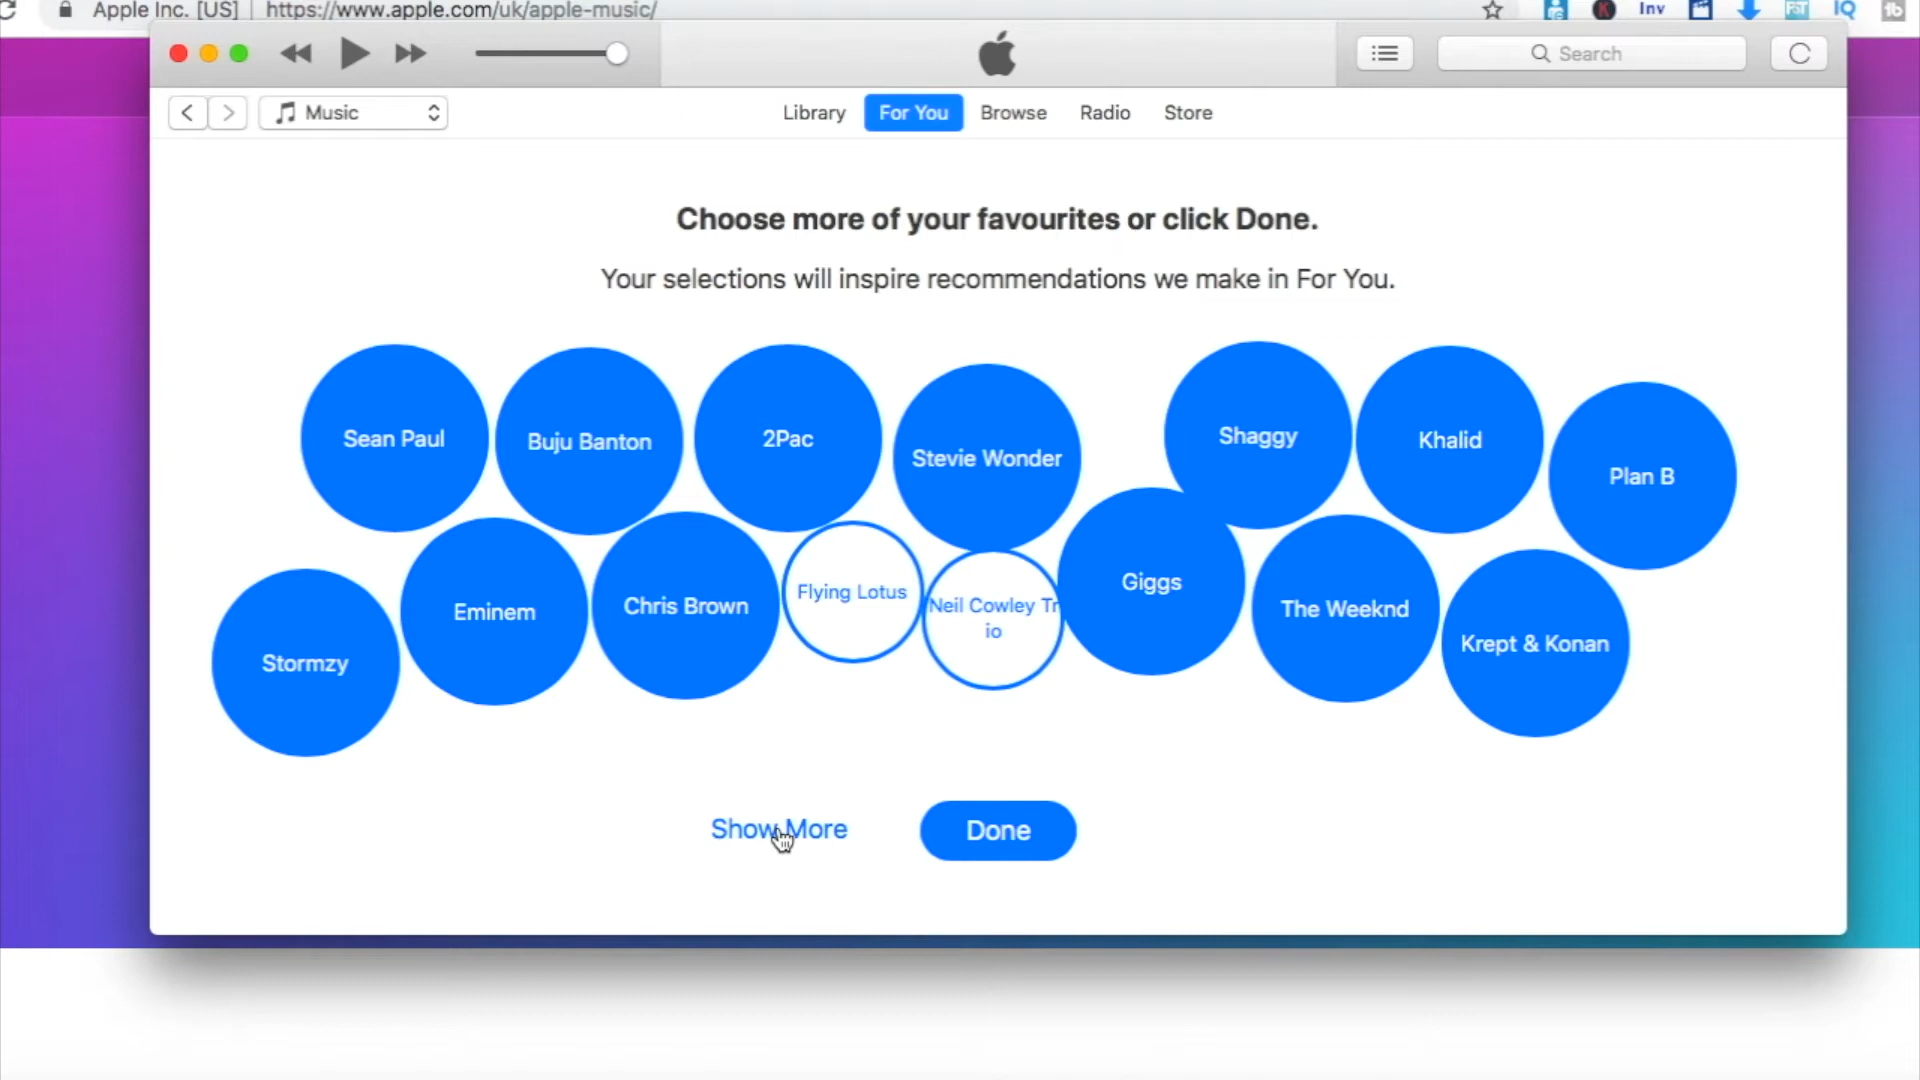 Apple Inc. [US] | https://www.apple.com/uk/apple-music/
Inv
IQ
Search
Music
Library For You Browse Radio Store
Choose more of your favourites or click Done.
Your selections will inspire recommendations we make in For You.
Sean Paul
Buju Banton
2Pac
Stevie Wonder
Shaggy
Khalid
Plan B
Stormzy
Eminem
Chris Brown
Flying Lotus
Neil Cowley Tr
io
Giggs
The Weeknd
Krept & Konan
Show More
Done